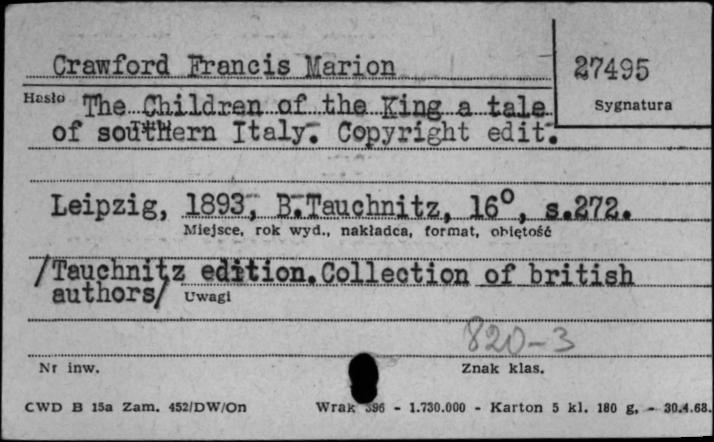 Crawford Francis Marion
27495
Hasło
Sygnatura
The Children of the King a tale
of southern Italy. Copyright edit.
Leipzig, 1893, B.Tauchnitz, 16°, s.272.
Miejsce, rok wyd., nakładca, format, objętość
/Tauchnitz edition.Collection of british
authors/
Uwagi
820-3
Nr inw.
Znak klas.
CWD B 15a Zam. 452/DW/On Wrak 396 - 1.730.000 - Karton 5 kl. 180 g, - 30.4.68.